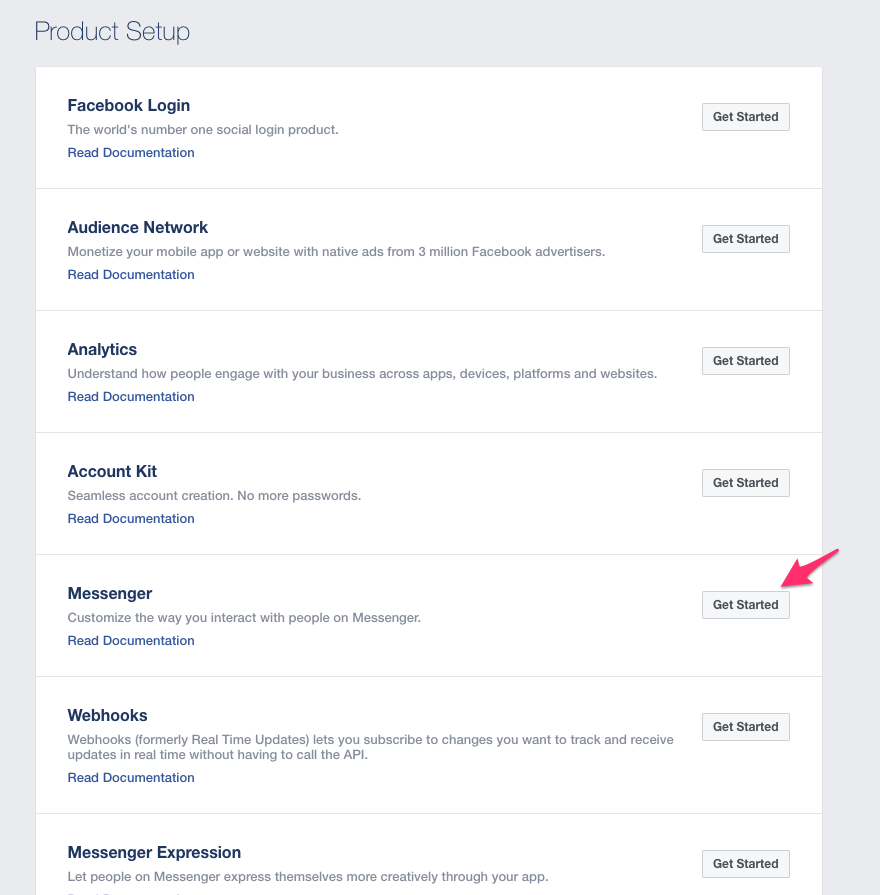 Product Setup
Facebook Login
The world's number one social login product.
Read Documentation
Get Started
Audience Network
Monetize your mobile app or website with native ads from 3 million Facebook advertisers.
Read Documentation
Get Started
Analytics
Understand how people engage with your business across apps, devices, platforms and websites.
Read Documentation
Get Started
Account Kit
Seamless account creation. No more passwords.
Read Documentation
Get Started
Messenger
Customize the way you interact with people on Messenger.
Read Documentation
Get Started
Webhooks
Webhooks (formerly Real Time Updates) lets you subscribe to changes you want to track and receive
updates in real time without having to call the API.
Read Documentation
Get Started
Messenger Expression
Let people on Messenger express themselves more creatively through your app.
Get Started